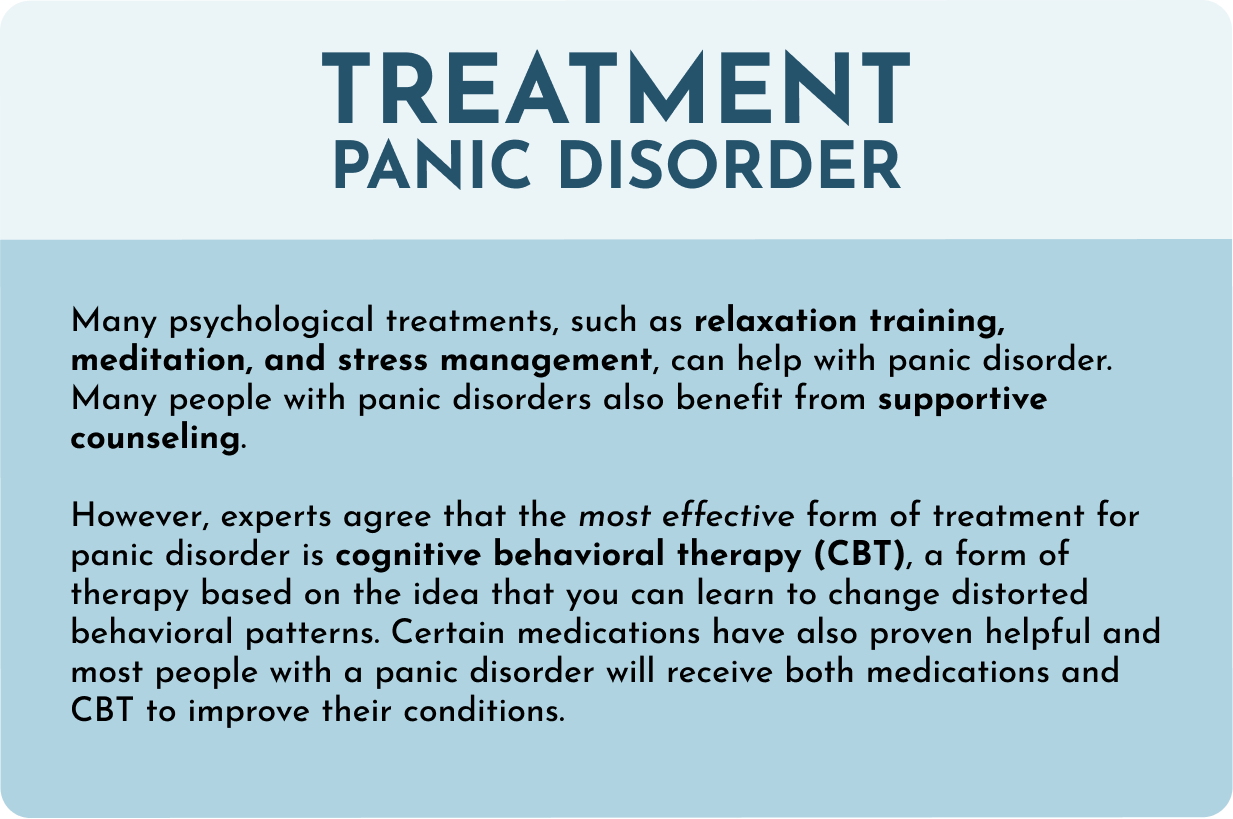 TREATMENT
PANIC DISORDER
Many psychological treatments, such as relaxation training,
meditation, and stress management, can help with panic disorder.
Many people with panic disorders also benefit from supportive
counseling.
However, experts agree that the most effective form of treatment for
panic disorder is cognitive behavioral therapy (CBT), a form of
therapy based on the idea that you can learn to change distorted
behavioral patterns. Certain medications have also proven helpful and
most people with a panic disorder will receive both medications and
CBT to improve their conditions.